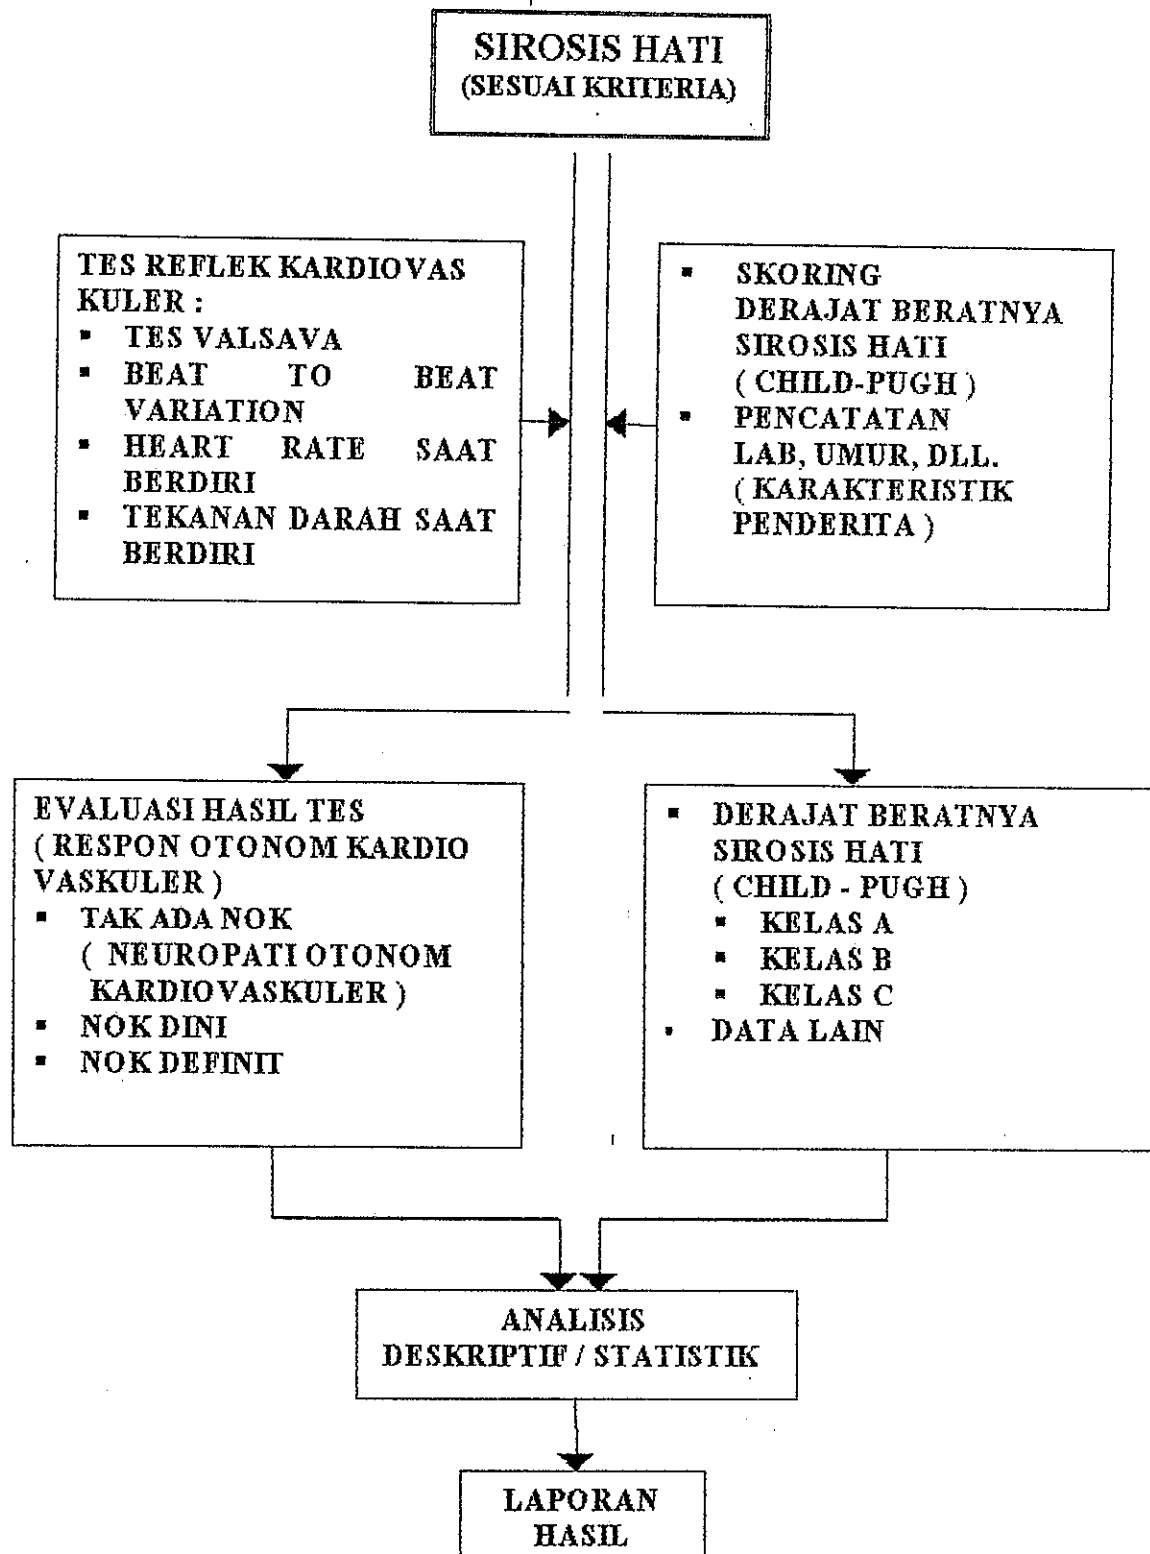 SIROSIS HATI
(SESUAI KRITERIA)
TES REFLEK KARDIOVAS
KULER :
▪ TES VALSAVA
▪ BEAT TO BEAT
VARIATION
▪ HEART RATE SAAT
BERDIRI
▪ TEKANAN DARAH SAAT
BERDIRI
▪ SKORING
DERAJAT BERATNYA
SIROSIS HATI
( CHILD-PUGH )
▪ PENCATATAN
LAB, UMUR, DLL.
( KARAKTERISTIK
PENDERITA )
EVALUASI HASIL TES
( RESPON OTONOM KARDIO
VASKULER )
▪ TAK ADA NOK
( NEUROPATI OTONOM
KARDIOVASKULER )
▪ NOK DINI
▪ NOK DEFINIT
▪ DERAJAT BERATNYA
SIROSIS HATI
( CHILD - PUGH )
▪ KELAS A
▪ KELAS B
▪ KELAS C
▪ DATA LAIN
ANALISIS
DESKRIPTIF / STATISTIK
LAPORAN
HASIL